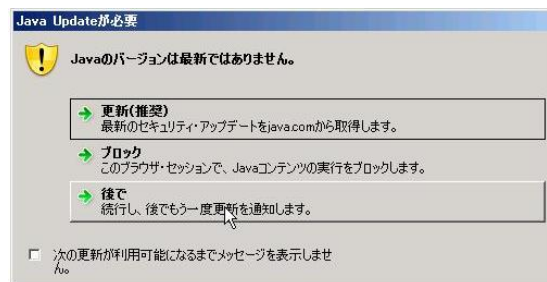 Java Updateが必要
Javaのバージョンは最新ではありません。
更新(推奨)
最新のセキュリティ・アップデートをjava.comから取得します。
ブロック
このブラウザ・セッションで、Javaコンテンツの実行をブロックします。
後で
続行し、後でもう一度更新を通知します。
次の更新が利用可能になるまでメッセージを表示しませ
ん。